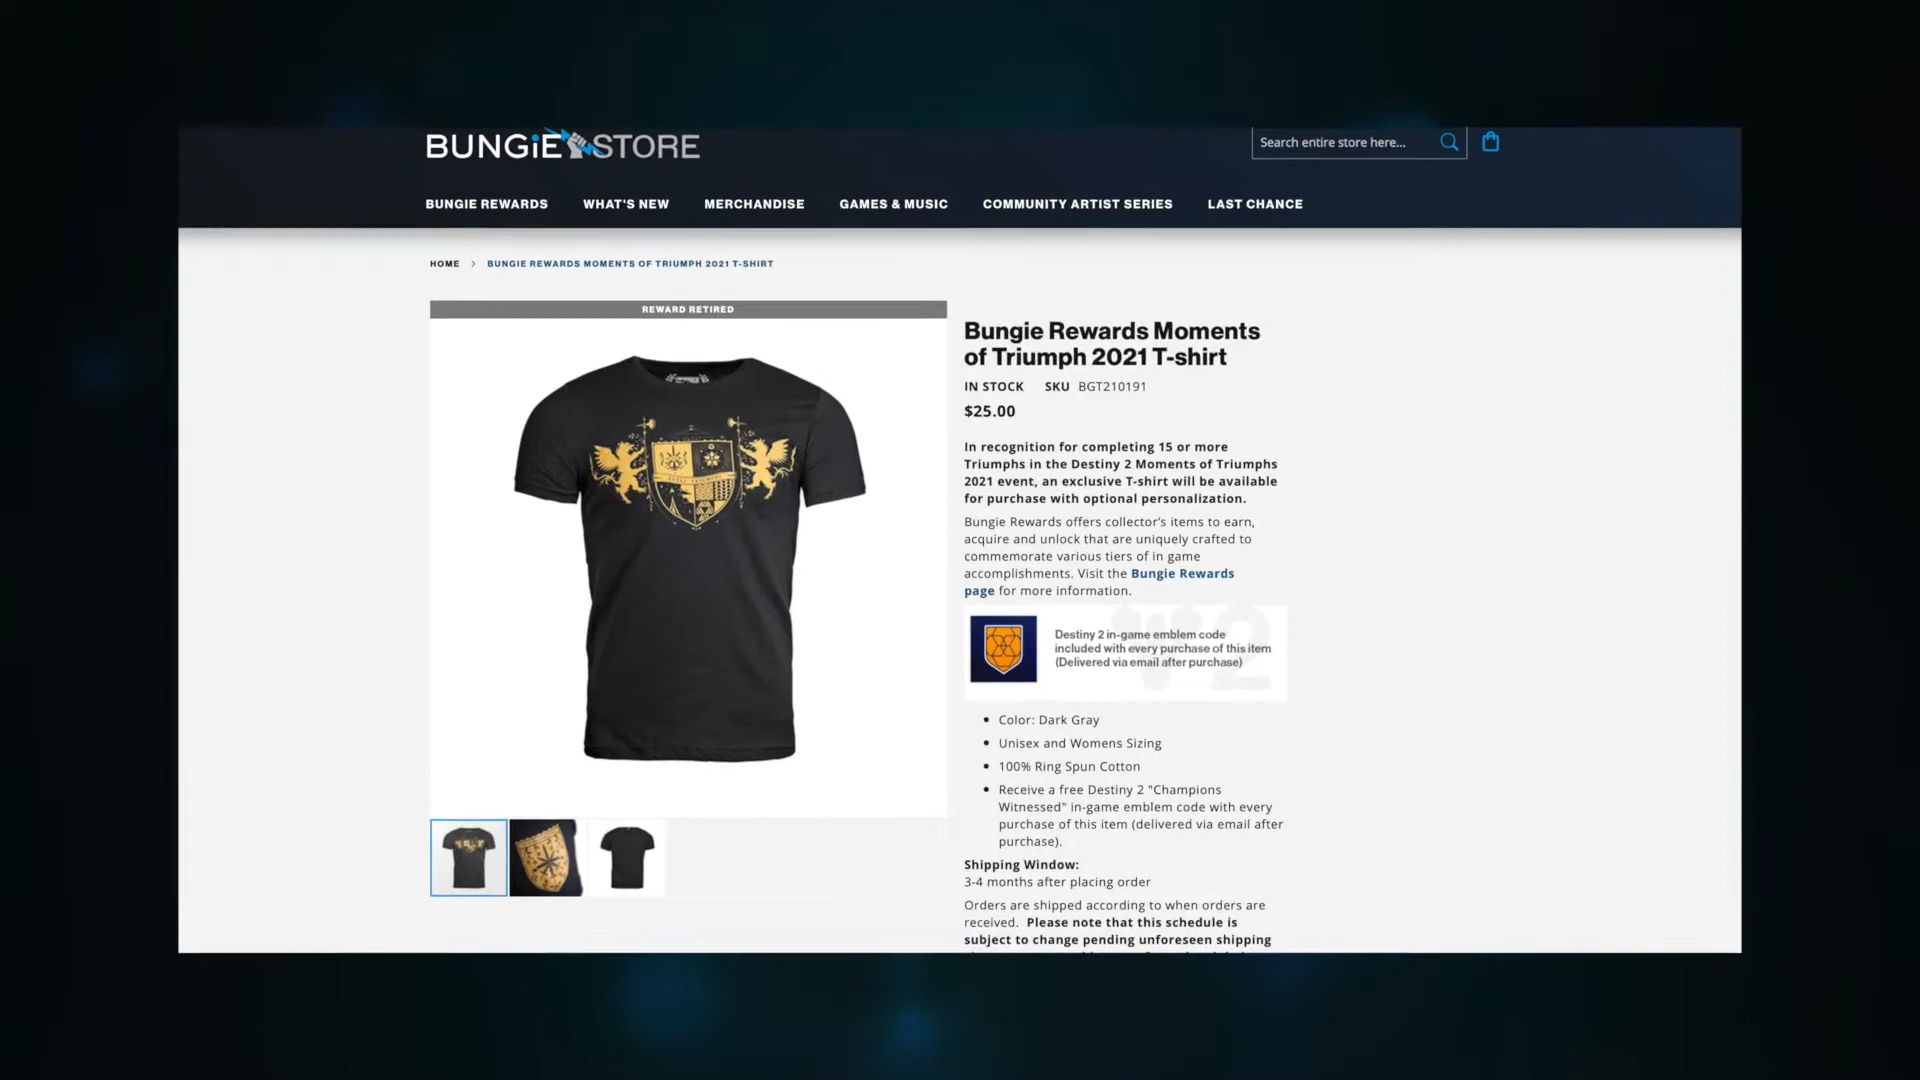 BUNGiE STORE
Search entire store here...
BUNGIE REWARDS WHAT'S NEW MERCHANDISE GAMES & MUSIC COMMUNITY ARTIST SERIES LAST CHANCE
HOME > BUNGIE REWARDS MOMENTS OF TRIUMPH 2021 T-SHIRT
REWARD RETIRED
Bungie Rewards Moments
of Triumph 2021 T-shirt
IN STOCK SKU BGT210191
$25.00
In recognition for completing 15 or more
Triumphs in the Destiny 2 Moments of Triumphs
2021 event, an exclusive T-shirt will be available
for purchase with optional personalization.
Bungie Rewards offers collector's items to earn,
acquire and unlock that are uniquely crafted to
commemorate various tiers of in game
accomplishments. Visit the Bungie Rewards
page for more information.
Destiny 2 in-game emblem code
included with every purchase of this item
(Delivered via email after purchase)
Color: Dark Gray
Unisex and Womens Sizing
100% Ring Spun Cotton
Receive a free Destiny 2 "Champions
Witnessed" in-game emblem code with every
purchase of this item (delivered via email after
purchase).
Shipping Window:
3-4 months after placing order
Orders are shipped according to when orders are
received. Please note that this schedule is
subject to change pending unforeseen shipping